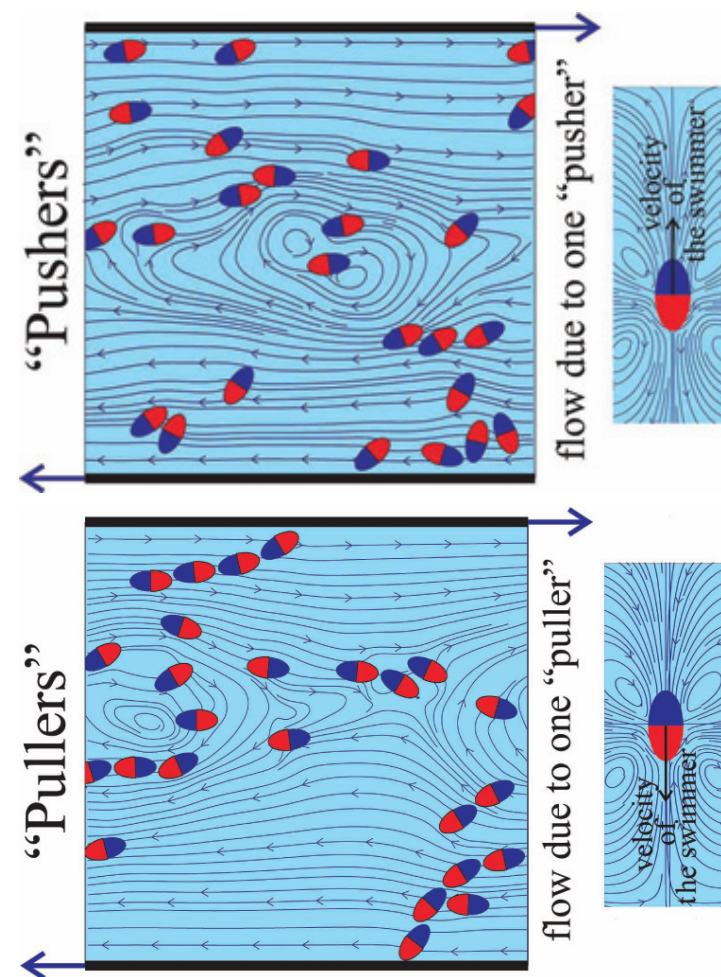 “Pushers”
flow due to one “pusher”
velocity
of
the swimmer
“Pullers”
flow due to one “puller”
velocity
of
the swimmer